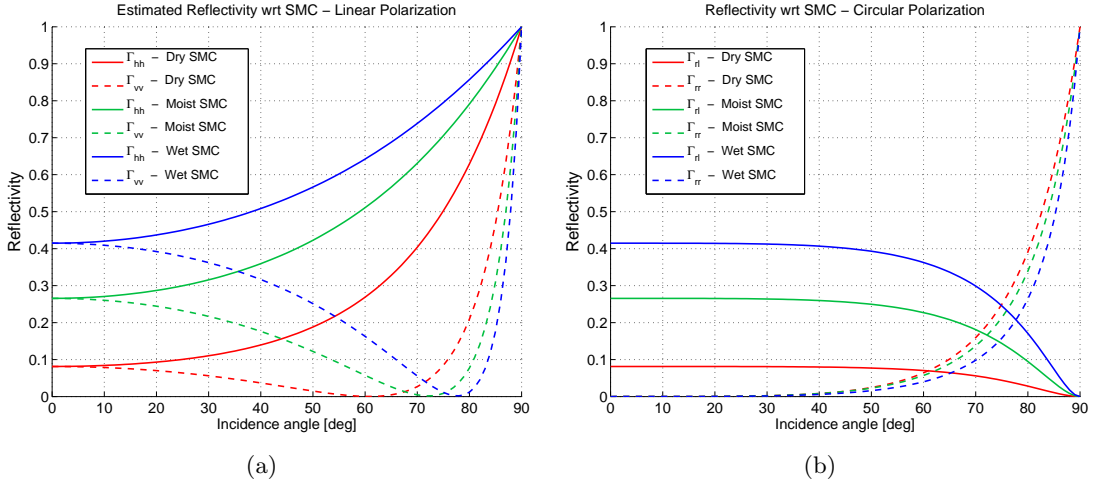 Estimated Reflectivity wrt SMC – Linear Polarization
1
0.9
0.8
0.7
0.6
0.5
0.4
0.3
0.2
0.1
0
Reflectivity
Γhh – Dry SMC
Γvv – Dry SMC
Γhh – Moist SMC
Γvv – Moist SMC
Γhh – Wet SMC
Γvv – Wet SMC
0 10 20 30 40 50 60 70 80 90
Incidence angle [deg]
(a)
Reflectivity wrt SMC – Circular Polarization
1
0.9
0.8
0.7
0.6
0.5
0.4
0.3
0.2
0.1
0
Reflectivity
Γrl – Dry SMC
Γrr – Dry SMC
Γrl – Moist SMC
Γrr – Moist SMC
Γrl – Wet SMC
Γrr – Wet SMC
0 10 20 30 40 50 60 70 80 90
Incidence angle [deg]
(b)